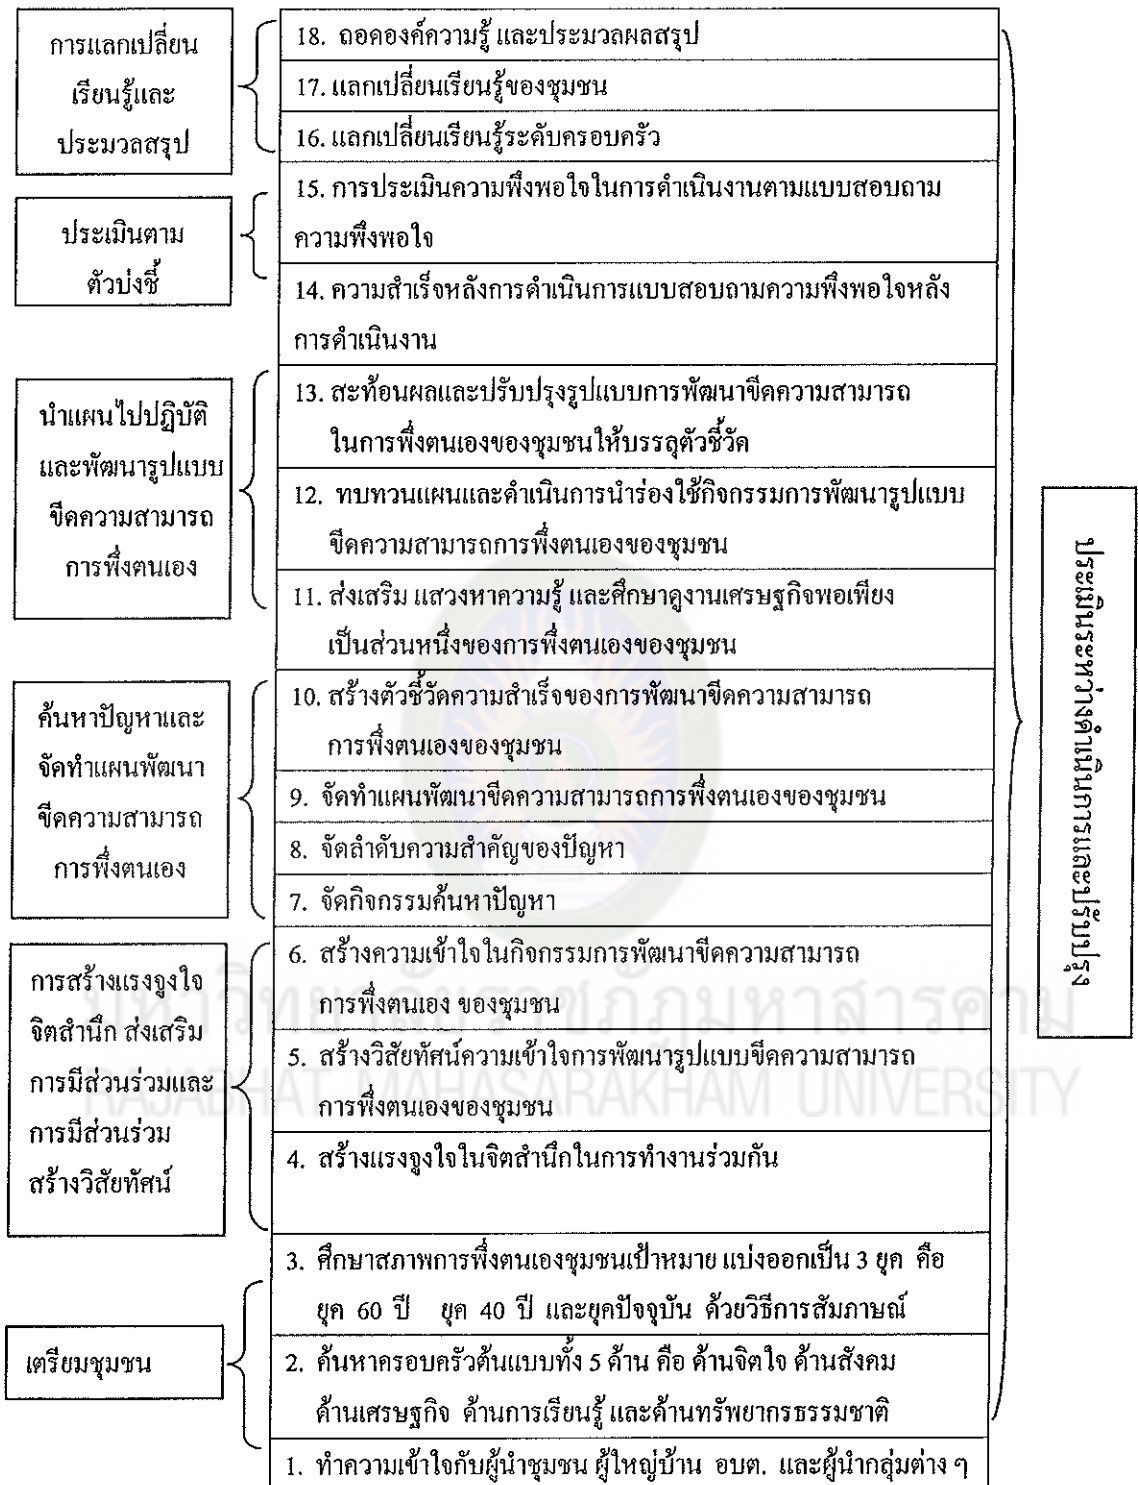 การแลกเปลี่ยน
เรียนรู้และ
ประมวลสรุป
18. ถอดองค์ความรู้ และประมวลผลสรุป
17. แลกเปลี่ยนเรียนรู้ของชุมชน
16. แลกเปลี่ยนเรียนรู้ระดับครอบครัว
ประเมินตาม
ตัวบ่งชี้
15. การประเมินความพึงพอใจในการดำเนินงานตามแบบสอบถาม
ความพึงพอใจ
14. ความสำเร็จหลังการดำเนินการแบบสอบถามความพึงพอใจหลัง
การดำเนินงาน
นำแผนไปปฏิบัติ
และพัฒนารูปแบบ
ขีดความสามารถ
การพึ่งตนเอง
13. สะท้อนผลและปรับปรุงรูปแบบการพัฒนาขีดความสามารถ
ในการพึ่งตนเองของชุมชนให้บรรลุตัวชี้วัด
12. ทบทวนแผนและดำเนินการนำร่องใช้กิจกรรมการพัฒนารูปแบบ
ขีดความสามารถการพึ่งตนเองของชุมชน
11. ส่งเสริม แสวงหาความรู้ และศึกษาดูงานเศรษฐกิจพอเพียง
เป็นส่วนหนึ่งของการพึ่งตนเองของชุมชน
ค้นหาปัญหาและ
จัดทำแผนพัฒนา
ขีดความสามารถ
การพึ่งตนเอง
10. สร้างตัวชี้วัดความสำเร็จของการพัฒนาขีดความสามารถ
การพึ่งตนเองของชุมชน
9. จัดทำแผนพัฒนาขีดความสามารถการพึ่งตนเองของชุมชน
8. จัดลำดับความสำคัญของปัญหา
7. จัดกิจกรรมค้นหาปัญหา
การสร้างแรงจูงใจ
จิตสำนึก ส่งเสริม
การมีส่วนร่วมและ
การมีส่วนร่วม
สร้างวิสัยทัศน์
6. สร้างความเข้าใจในกิจกรรมการพัฒนาขีดความสามารถ
การพึ่งตนเอง ของชุมชน
5. สร้างวิสัยทัศน์ความเข้าใจการพัฒนารูปแบบขีดความสามารถ
การพึ่งตนเองของชุมชน
4. สร้างแรงจูงใจในจิตสำนึกในการทำงานร่วมกัน
เตรียมชุมชน
3. ศึกษาสภาพการพึ่งตนเองชุมชนเป้าหมาย แบ่งออกเป็น 3 ยุค คือ
ยุค 60 ปี ยุค 40 ปี และยุคปัจจุบัน ด้วยวิธีการสัมภาษณ์
2. ค้นหาครอบครัวต้นแบบทั้ง 5 ด้าน คือ ด้านจิตใจ ด้านสังคม
ด้านเศรษฐกิจ ด้านการเรียนรู้ และด้านทรัพยากรธรรมชาติ
1. ทำความเข้าใจกับผู้นำชุมชน ผู้ใหญ่บ้าน อบต. และผู้นำกลุ่มต่าง ๆ
ประเมินระหว่างดำเนินการและปรับปรุง
มหาวิทยาลัยราชภัฏมหาสารคาม
RAJABHAT MAHASARAKHAM UNIVERSITY